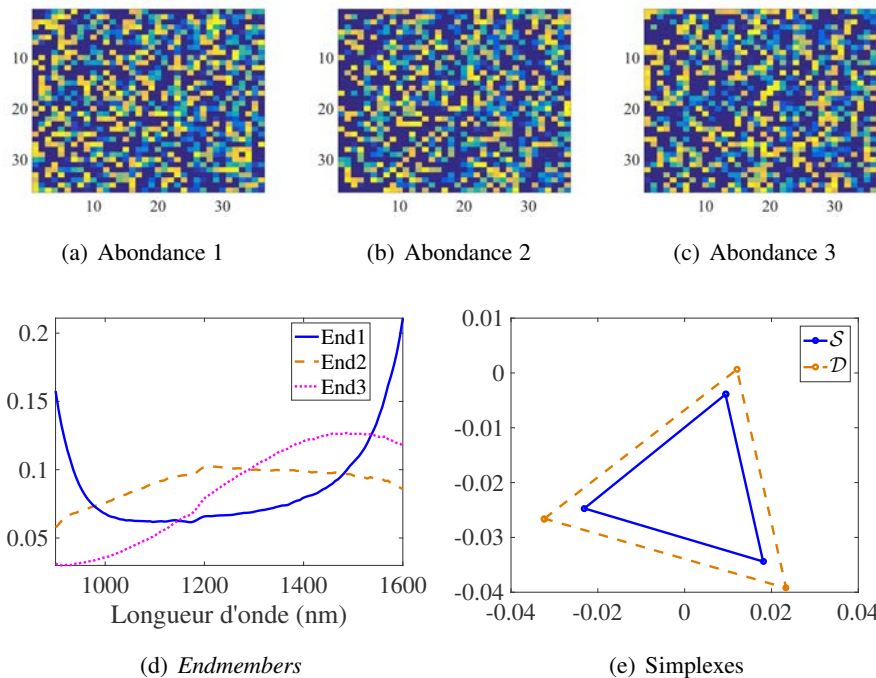 10
20
30
10 20 30
10
20
30
10 20 30
10
20
30
10 20 30
(a) Abondance 1
(b) Abondance 2
(c) Abondance 3
0.2
0.15
0.1
0.05
1000 1200 1400 1600
Longueur d'onde (nm)
End1
End2
End3
(d) Endmembers
0.01
0
-0.01
-0.02
-0.03
-0.04
-0.04 -0.02 0 0.02 0.04
S
D
(e) Simplexes